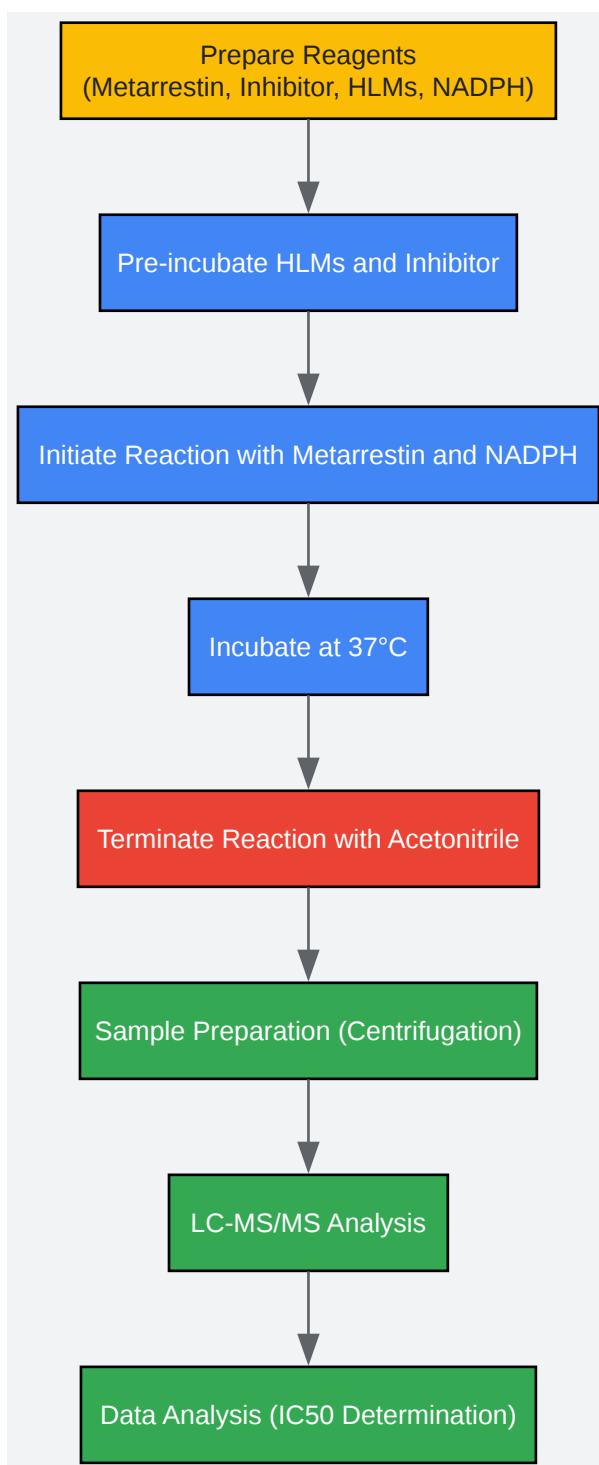 Prepare Reagents
(Metarrestin, Inhibitor, HLMs, NADPH)
Pre-incubate HLMs and Inhibitor
Initiate Reaction with Metarrestin and NADPH
Incubate at 37°C
Terminate Reaction with Acetonitrile
Sample Preparation (Centrifugation)
LC-MS/MS Analysis
Data Analysis (IC50 Determination)